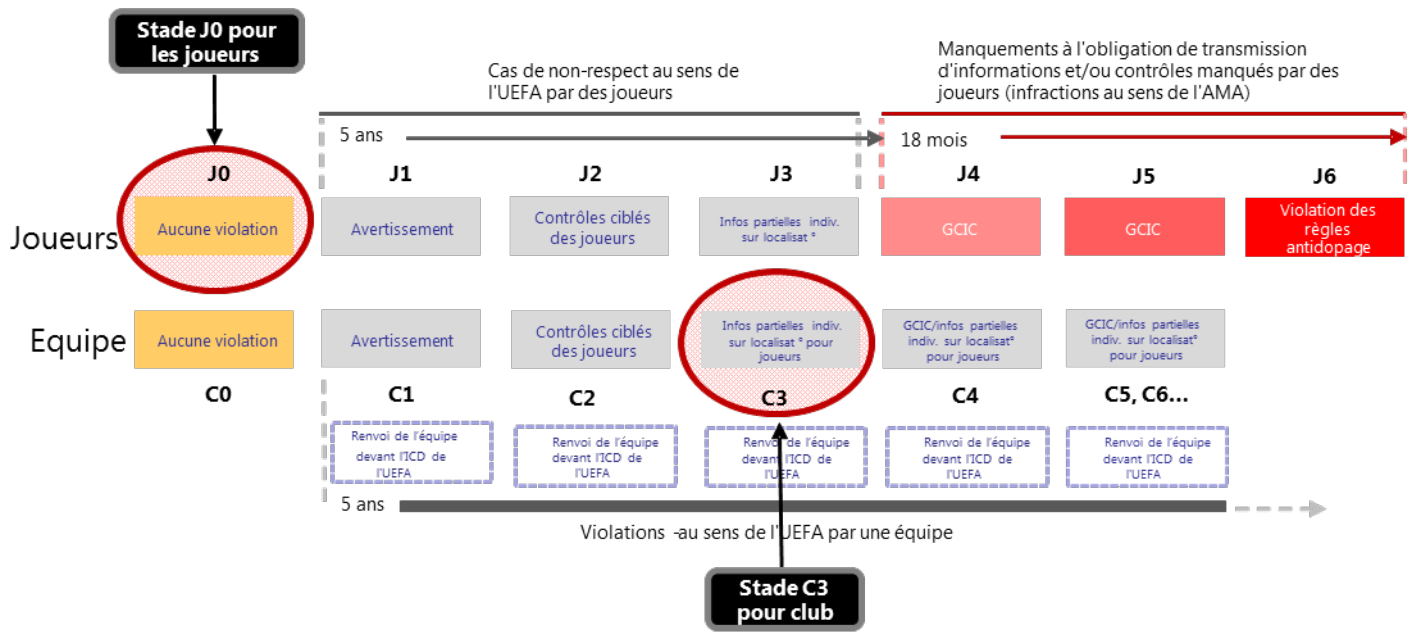 Stade J0 pour
les joueurs
Cas de non-respect au sens de
l'UEFA par des joueurs
Manquements à l'obligation de transmission
d'informations et/ou contrôles manqués par des
joueurs (infractions au sens de l'AMA)
5 ans
18 mois
J0
J1
J2
J3
J4
J5
J6
Joueurs
Aucune violation
Avertissement
Contrôles ciblés
des joueurs
Infos partielles indiv.
sur localisat °
GCIC
GCIC
Violation des
règles
antidopage
Equipe
Aucune violation
Avertissement
Contrôles ciblés
des joueurs
Infos partielles indiv.
sur localisat ° pour
joueurs
GCIC/infos partielles
indiv. sur localisat°
pour joueurs
GCIC/infos partielles
indiv. sur localisat°
pour joueurs
C0
C1
C2
C3
C4
C5, C6...
Renvoi de l'équipe
devant l'ICD de
l'UEFA
Renvoi de l'équipe
devant l'ICD de
l'UEFA
Renvoi de l'équipe
devant l'ICD de
l'UEFA
Renvoi de l'équipe
devant l'ICD de
l'UEFA
Renvoi de l'équipe
devant l'ICD de
l'UEFA
5 ans
Violations -au sens de l'UEFA par une équipe
Stade C3
pour club